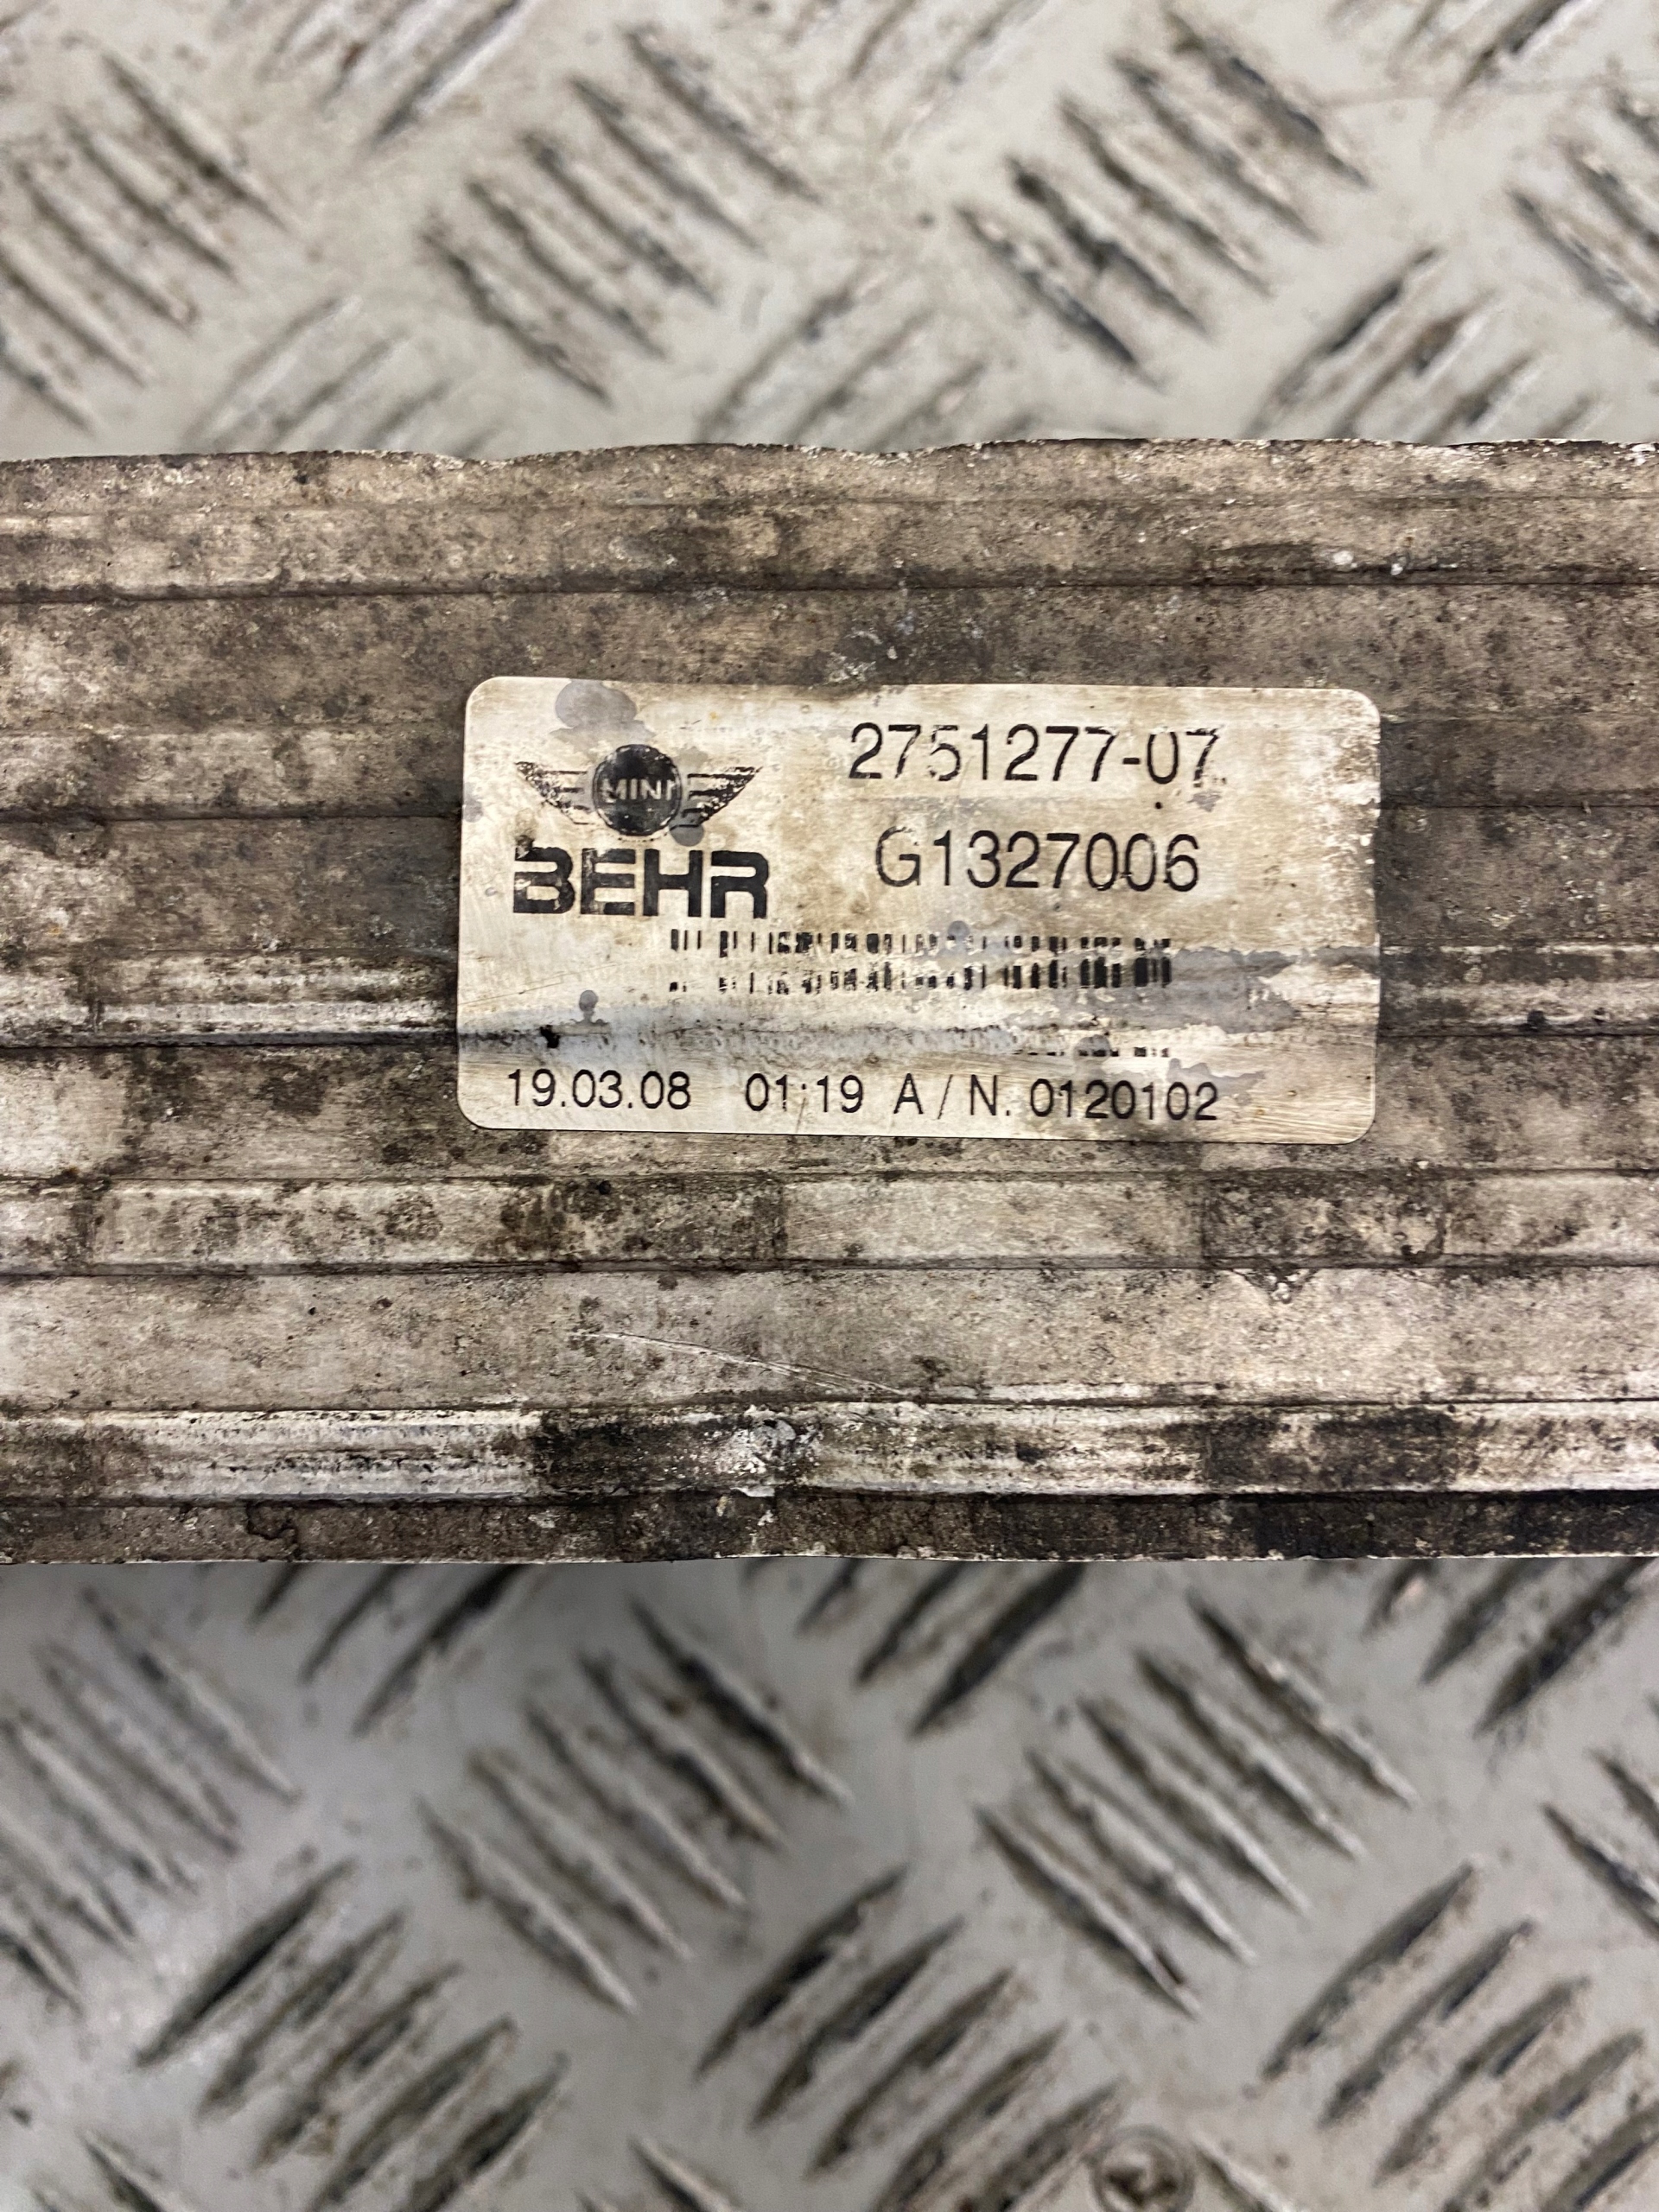 MINI
2751277-07
BEHR
G1327006
19.03.08 01:19 A / N. 0120102